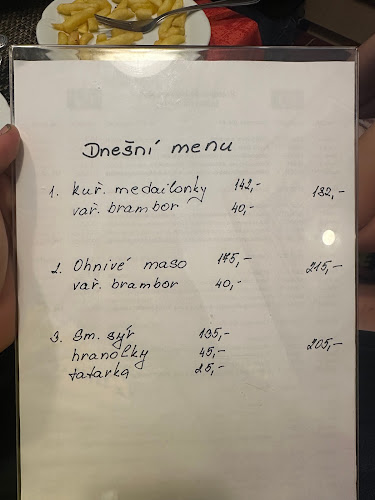 Dnešní menu
1. kuř. medailonky 142,- 182,-
vař. brambor 40,-
2. Ohnivé maso 175,- 215,-
vař. brambor 40,-
3. Sm. sýr 135,-
hranolky 45,- 205,-
tatarka 25,-